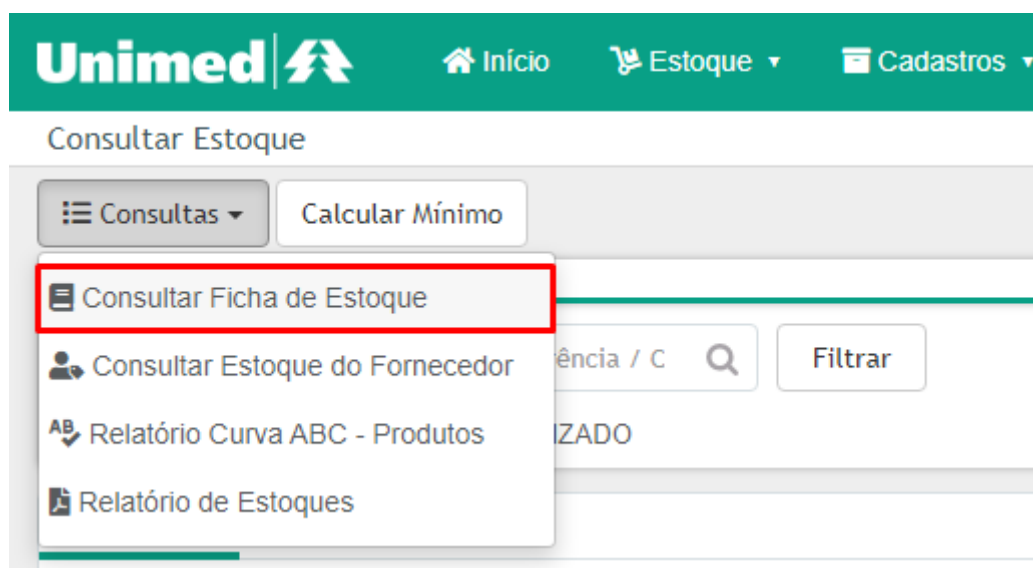 Unimed Início Estoque Cadastros
Consultar Estoque
Consultas Calcular Mínimo
Consultar Ficha de Estoque
Consultar Estoque do Fornecedor / C Filtrar
Relatório Curva ABC - Produtos
Relatório de Estoques